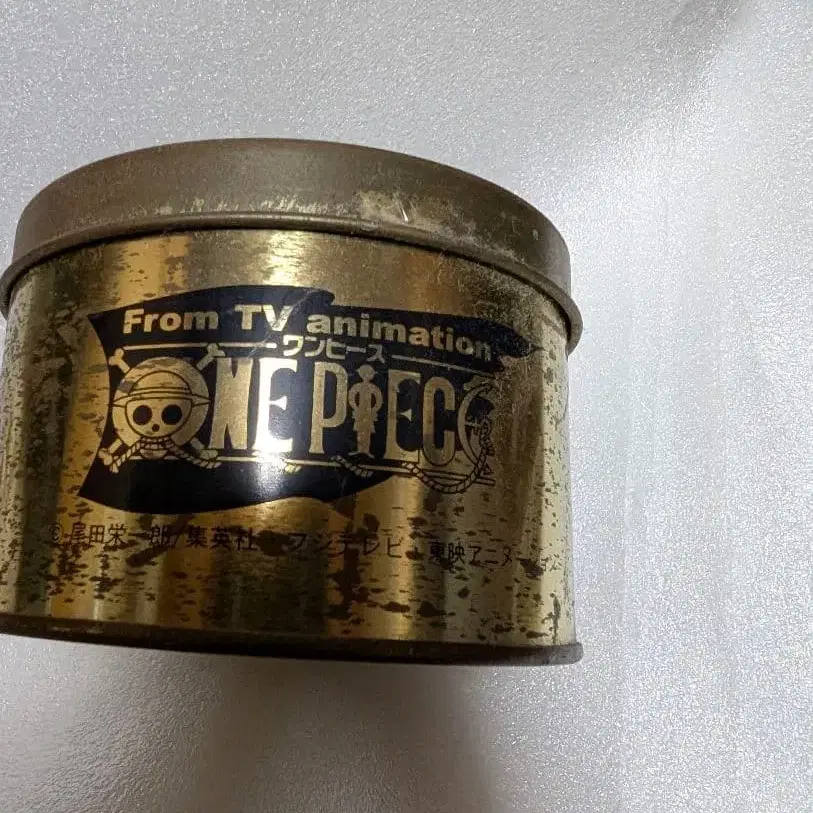 From TV animation
ワンピース
ONE PIECE
© 尾田栄一郎/集英社・フジテレビ・東映アニメーション